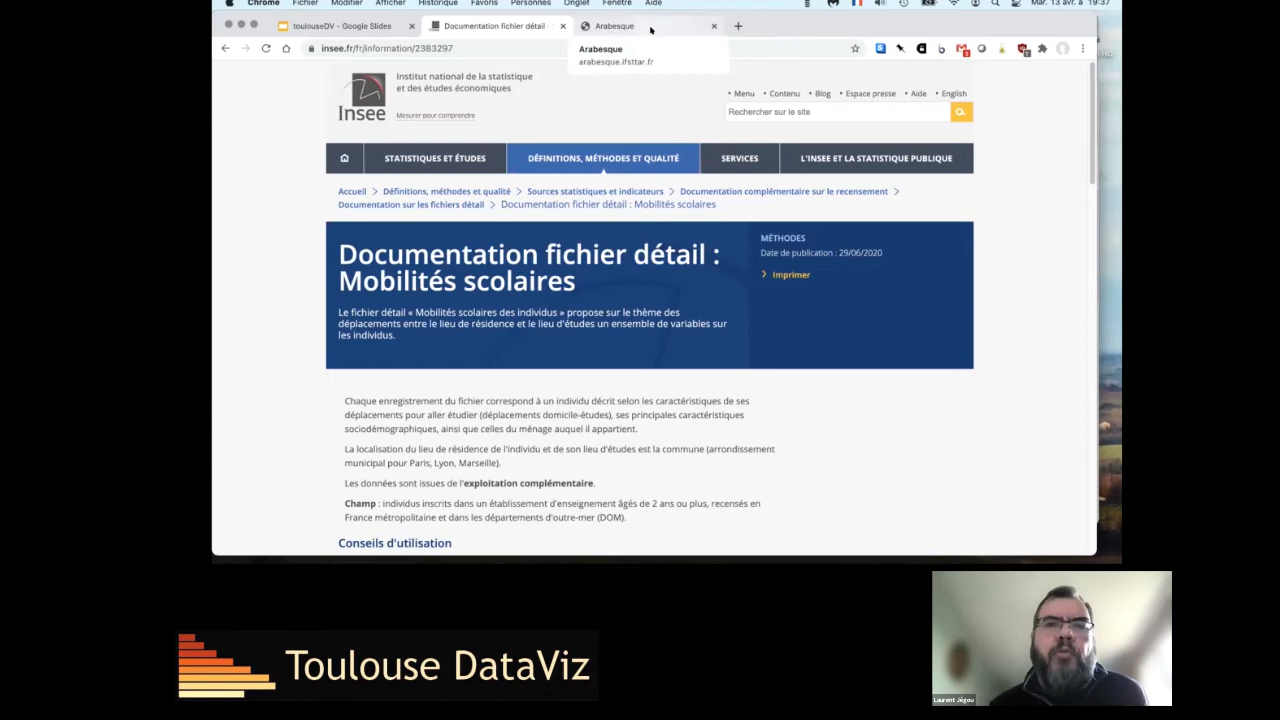 Chrome Fichier Modifier Afficher Historique Favoris Personnes Onglet Fenêtre Aide Mar. 13 avr. à 19:37
toulouseDV - Google Slides Documentation fichier détail : Arabesque
insee.fr/fr/information/2383297
Arabesque
arabesque.ifsttar.fr
Institut national de la statistique
et des études économiques
Insee
Mesurer pour comprendre
• Menu • Contenu • Blog • Espace presse • Aide • English
Rechercher sur le site
STATISTIQUES ET ÉTUDES DÉFINITIONS, MÉTHODES ET QUALITÉ SERVICES L'INSEE ET LA STATISTIQUE PUBLIQUE
Accueil > Définitions, méthodes et qualité > Sources statistiques et indicateurs > Documentation complémentaire sur le recensement >
Documentation sur les fichiers détail > Documentation fichier détail : Mobilités scolaires
Documentation fichier détail :
Mobilités scolaires
Le fichier détail « Mobilités scolaires des individus » propose sur le thème des
déplacements entre le lieu de résidence et le lieu d'études un ensemble de variables sur
les individus.
MÉTHODES
Date de publication : 29/06/2020
> Imprimer
Chaque enregistrement du fichier correspond à un individu décrit selon les caractéristiques de ses
déplacements pour aller étudier (déplacements domicile-études), ses principales caractéristiques
sociodémographiques, ainsi que celles du ménage auquel il appartient.
La localisation du lieu de résidence de l'individu et de son lieu d'études est la commune (arrondissement
municipal pour Paris, Lyon, Marseille).
Les données sont issues de l'exploitation complémentaire.
Champ : individus inscrits dans un établissement d'enseignement âgés de 2 ans ou plus, recensés en
France métropolitaine et dans les départements d'outre-mer (DOM).
Conseils d'utilisation
Toulouse DataViz
Laurent Jégou